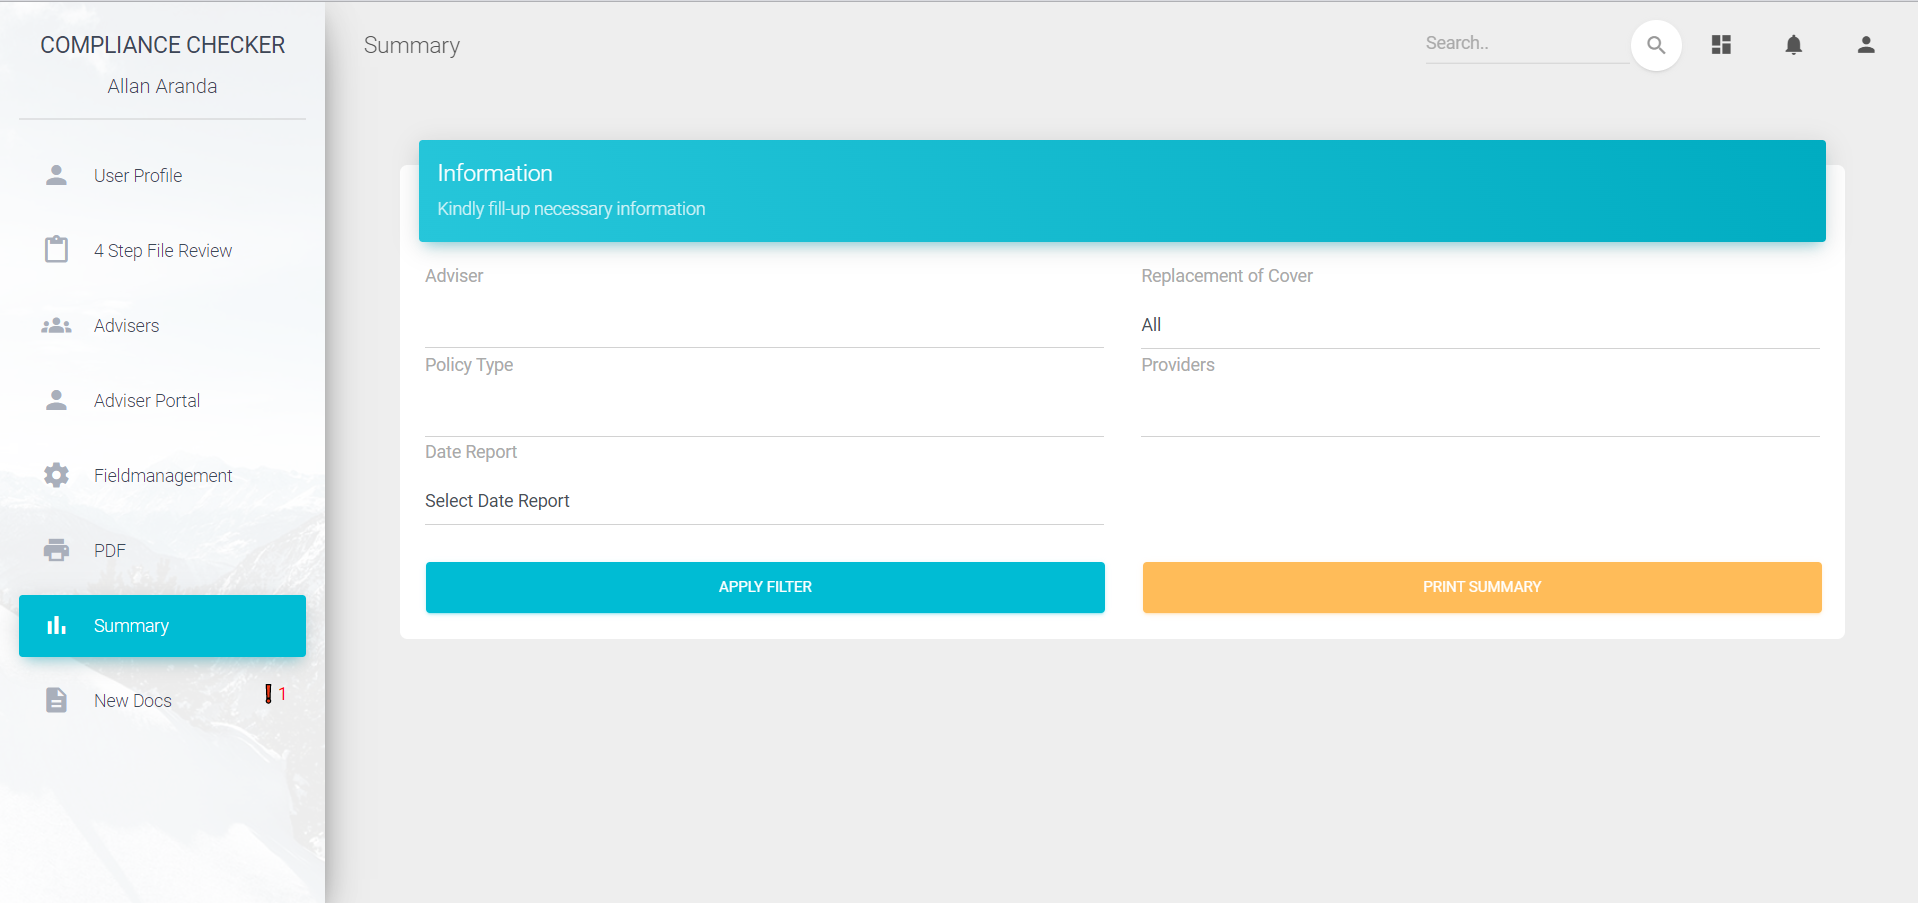 COMPLIANCE CHECKER
Allan Aranda
User Profile
4 Step File Review
Advisers
Adviser Portal
Fieldmanagement
PDF
Summary
New Docs
1
Summary
Search..
Information
Kindly fill-up necessary information
Adviser
Replacement of Cover
All
Policy Type
Providers
Date Report
Select Date Report
APPLY FILTER
PRINT SUMMARY